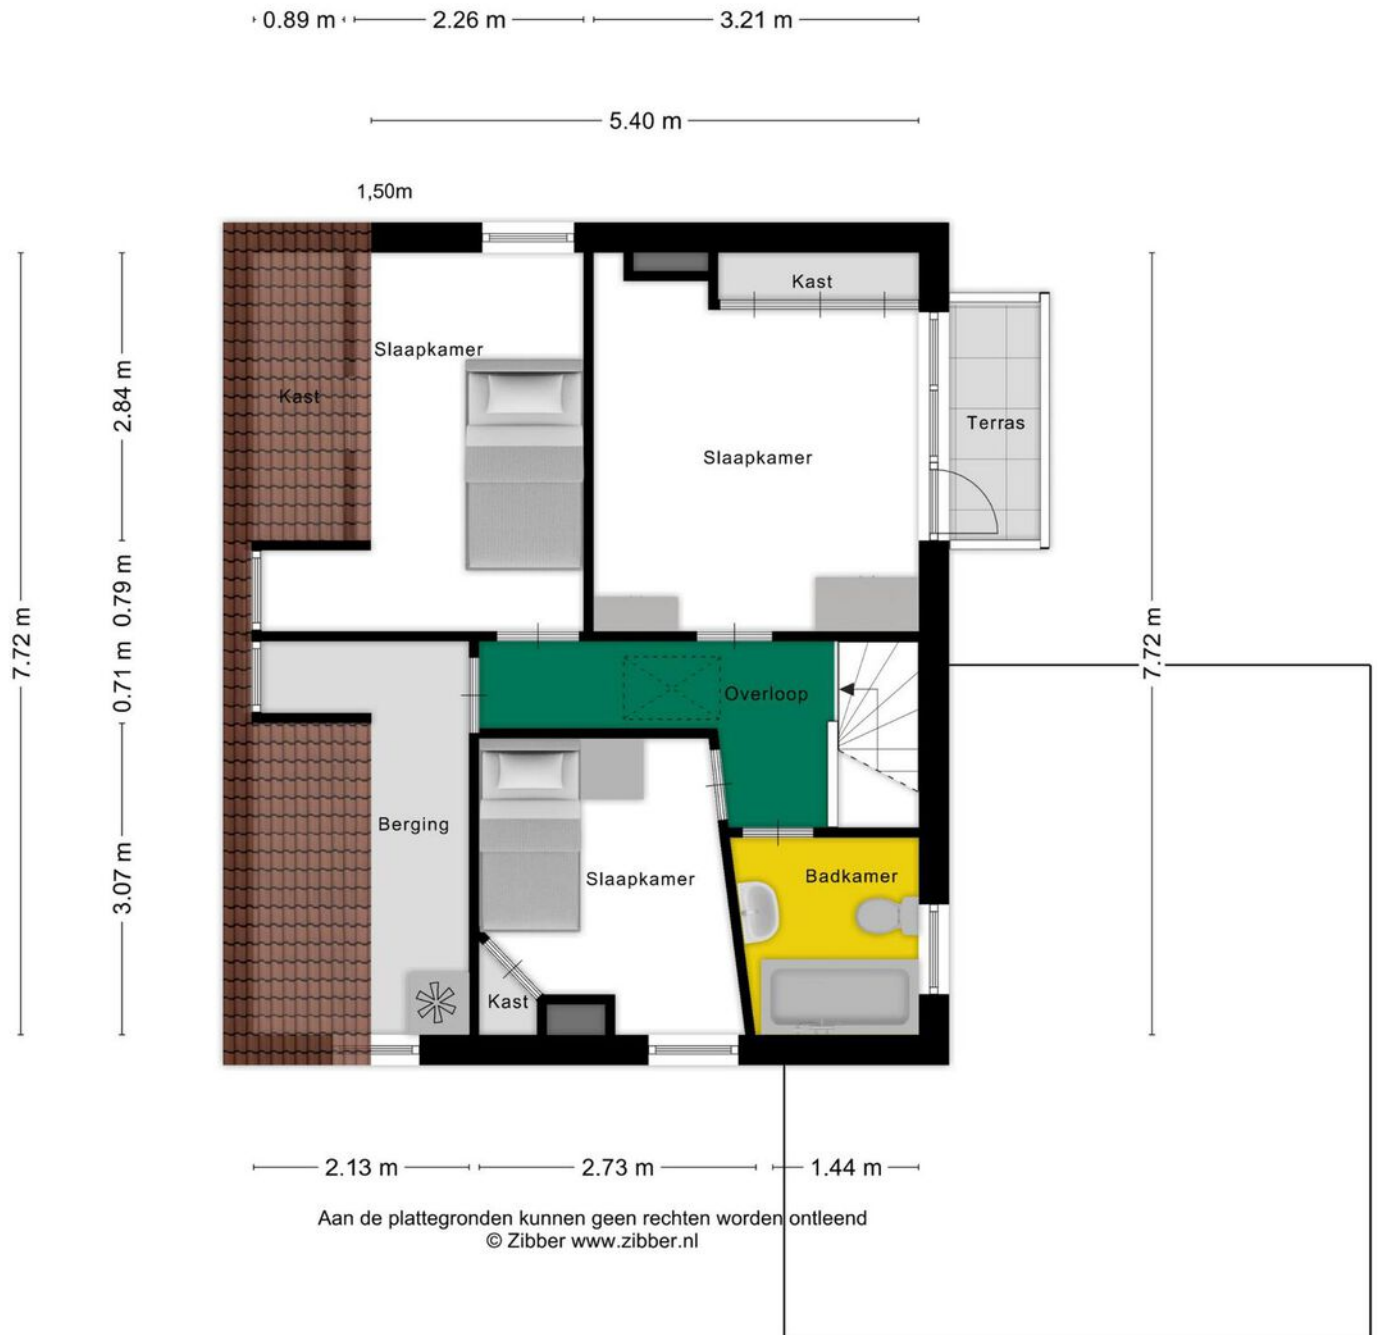 0.89 m 2.26 m 3.21 m
5.40 m
1,50m
Kast
Slaapkamer
Kast
Terras
Slaapkamer
2.84 m
0.79 m
7.72 m
7.72 m
0.71 m
Overloop
Berging
3.07 m
Slaapkamer
Badkamer
Kast
2.13 m 2.73 m 1.44 m
Aan de plattegronden kunnen geen rechten worden ontleend
© Zibber www.zibber.nl